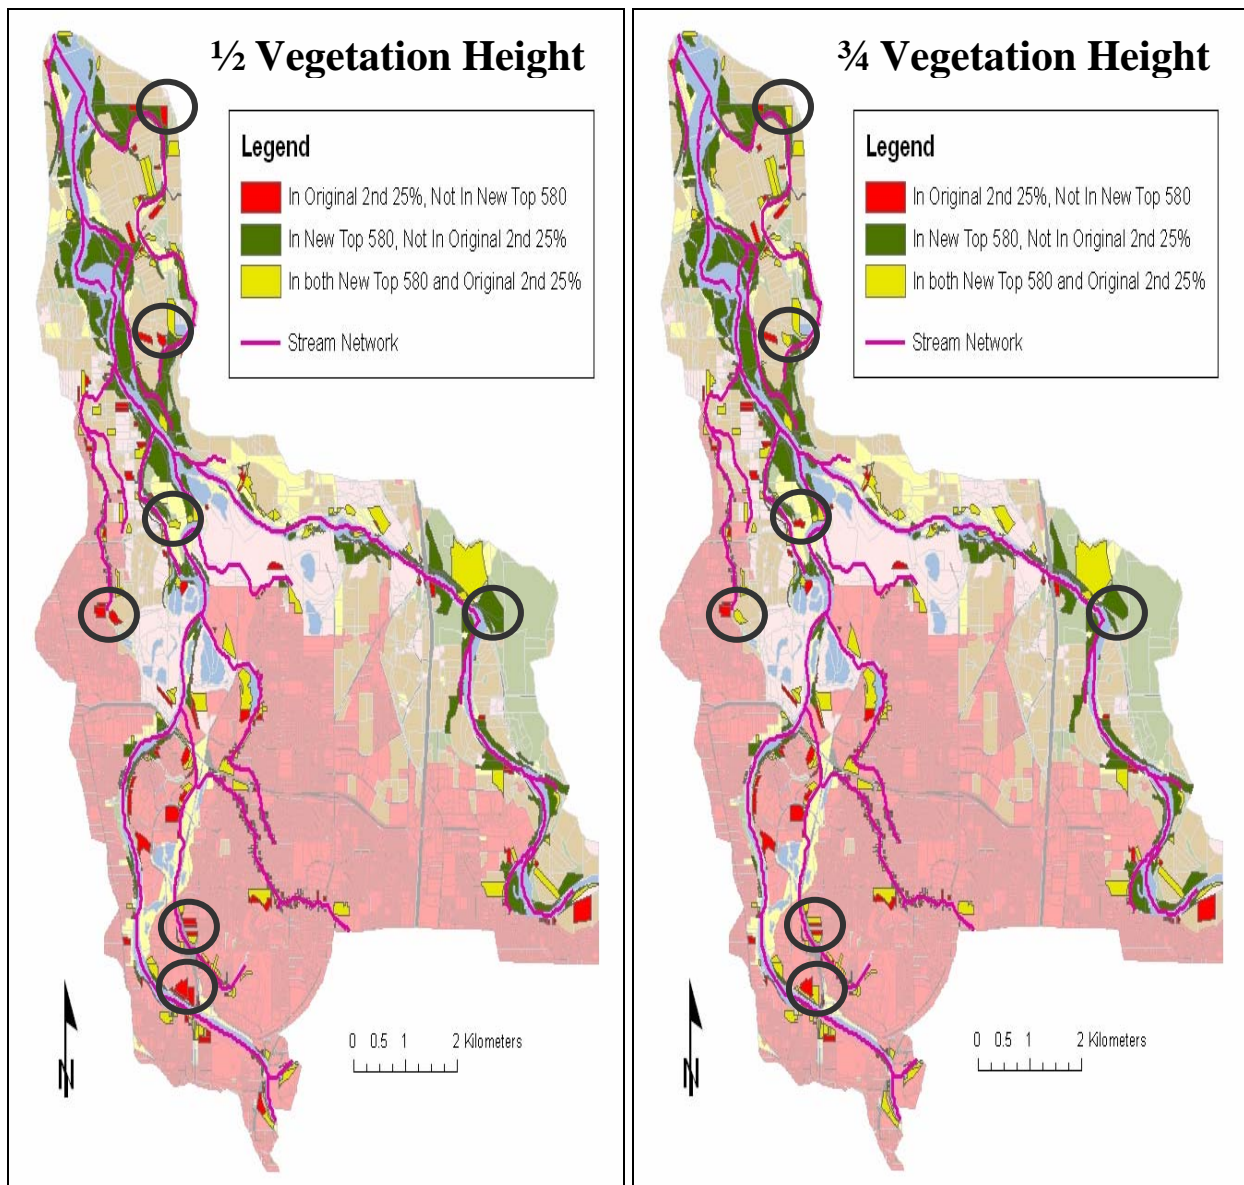 ½ Vegetation Height
Legend
In Original 2nd 25%, Not In New Top 580
In New Top 580, Not In Original 2nd 25%
In both New Top 580 and Original 2nd 25%
Stream Network
0 0.5 1 2 Kilometers
N
¾ Vegetation Height
Legend
In Original 2nd 25%, Not In New Top 580
In New Top 580, Not In Original 2nd 25%
In both New Top 580 and Original 2nd 25%
Stream Network
0 0.5 1 2 Kilometers
N